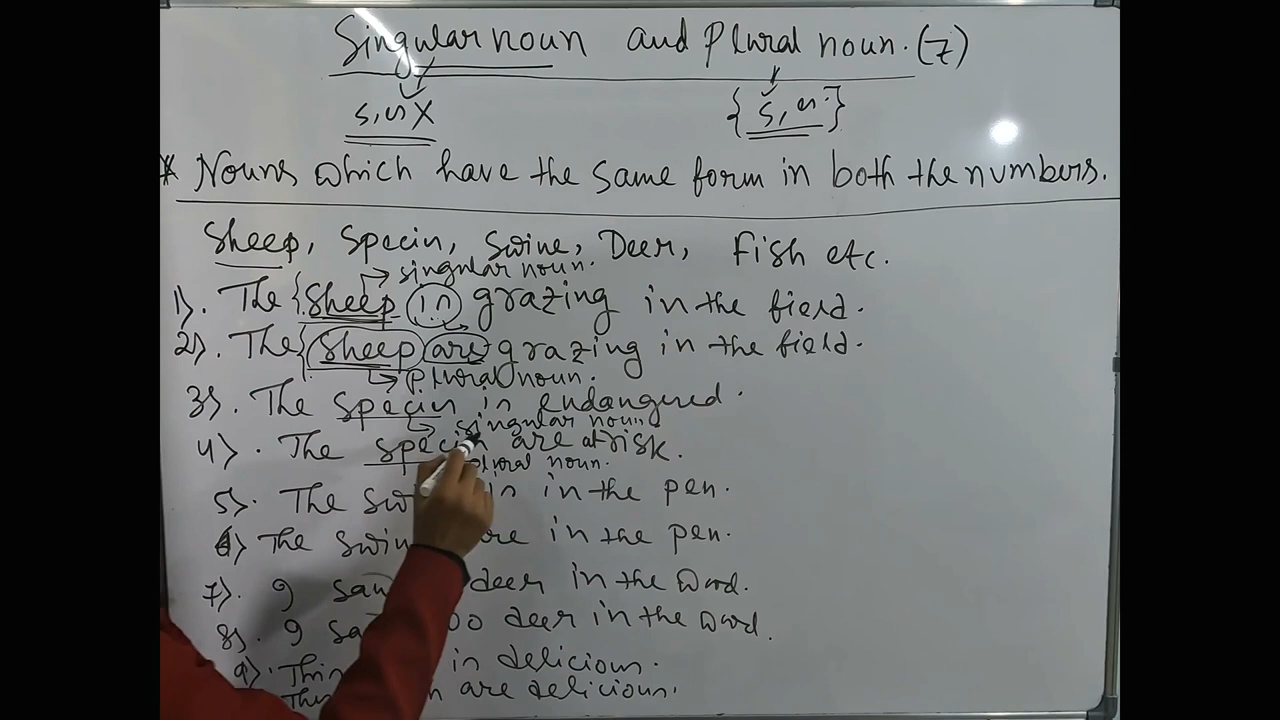 Singular noun and Plural noun. (7)
s, es X { s, es. }
* Nouns which have the same form in both the numbers.
Sheep, Species, Swine, Deer, Fish etc.
→ singular noun.
1). The { Sheep is grazing in the field.
2). The { Sheep are grazing in the field.
→ plural noun.
3). The species is endangered.
→ singular noun
4). The species are at risk.
plural noun.
5). The is in the pen.
6) The are in the pen.
7). I deer in the wood.
8). I deer in the wood.
9). is delicious.
are delicious.